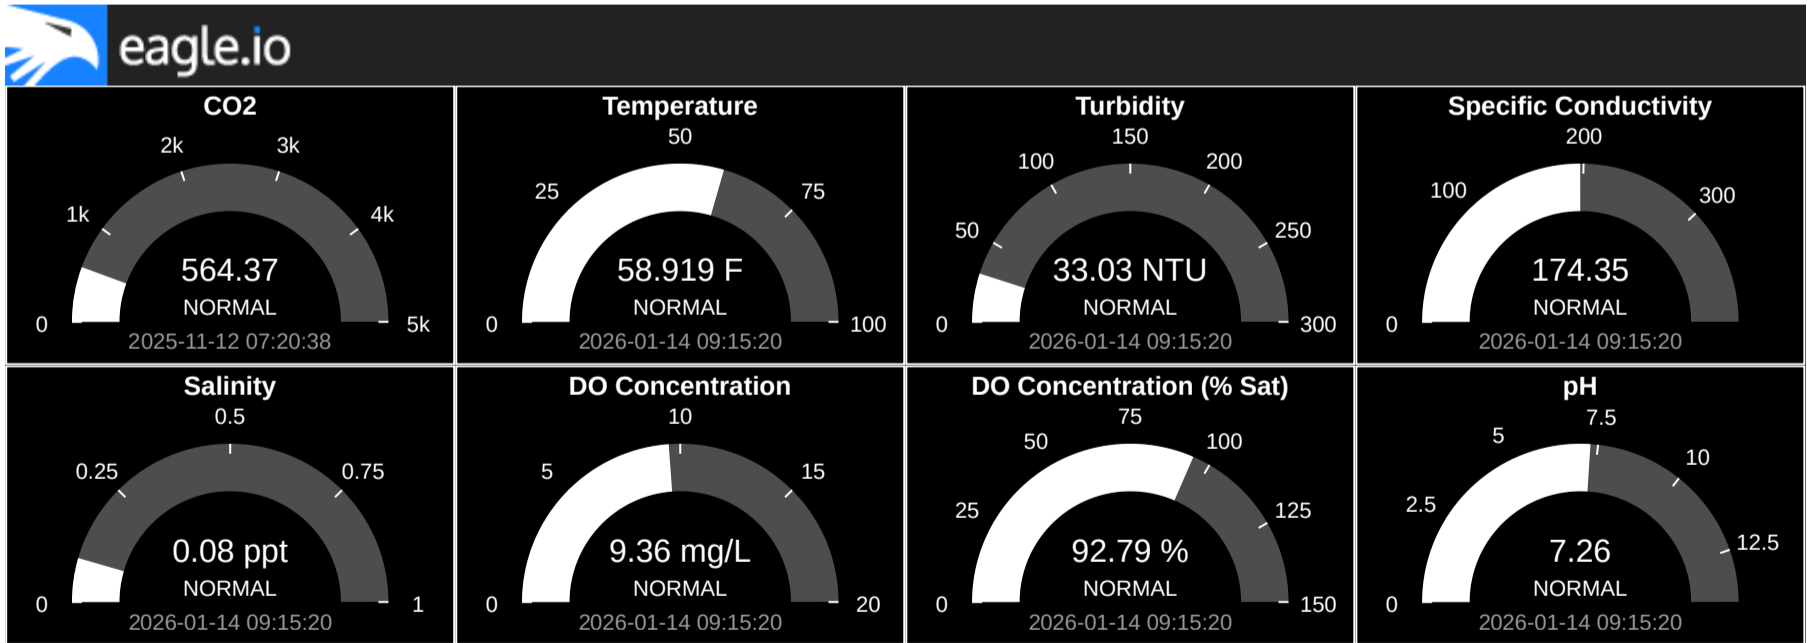 eagle.io
CO2
2k
3k
1k
4k
564.37
NORMAL
0
5k
2025-11-12 07:20:38
Temperature
50
25
75
58.919 F
NORMAL
0
100
2026-01-14 09:15:20
Turbidity
150
100
200
50
250
33.03 NTU
NORMAL
0
300
2026-01-14 09:15:20
Specific Conductivity
200
100
300
174.35
NORMAL
0
2026-01-14 09:15:20
Salinity
0.5
0.25
0.75
0.08 ppt
NORMAL
0
1
2026-01-14 09:15:20
DO Concentration
10
5
15
9.36 mg/L
NORMAL
0
20
2026-01-14 09:15:20
DO Concentration (% Sat)
75
50
100
25
125
92.79 %
NORMAL
0
150
2026-01-14 09:15:20
pH
7.5
5
10
2.5
12.5
7.26
NORMAL
0
2026-01-14 09:15:20